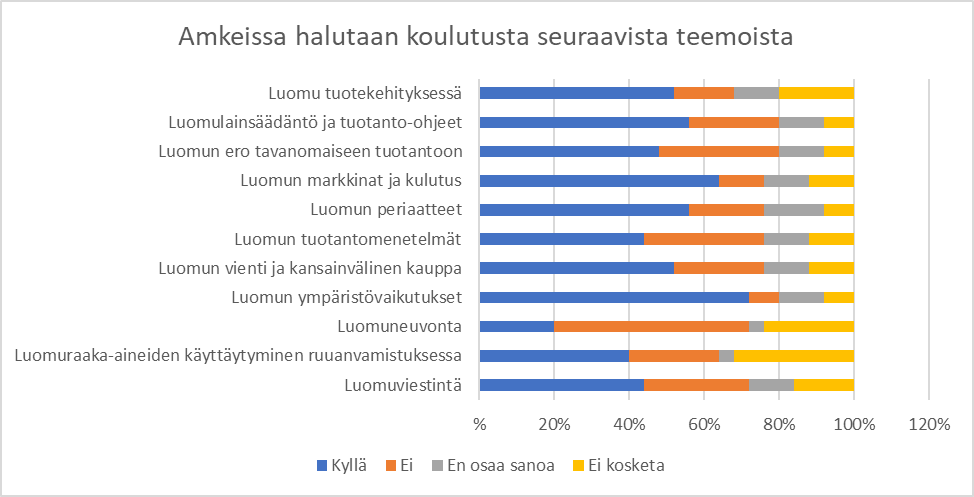 Amkeissa halutaan koulutusta seuraavista teemoista
Luomu tuotekehityksessä
Luomulainsäädäntö ja tuotanto-ohjeet
Luomun ero tavanomaiseen tuotantoon
Luomun markkinat ja kulutus
Luomun periaatteet
Luomun tuotantomenetelmät
Luomun vienti ja kansainvälinen kauppa
Luomun ympäristövaikutukset
Luomuneuvonta
Luomuraaka-aineiden käyttäytyminen ruuanvamistuksessa
Luomuviestintä
% 20% 40% 60% 80% 100% 120%
Kyllä Ei En osaa sanoa Ei kosketa